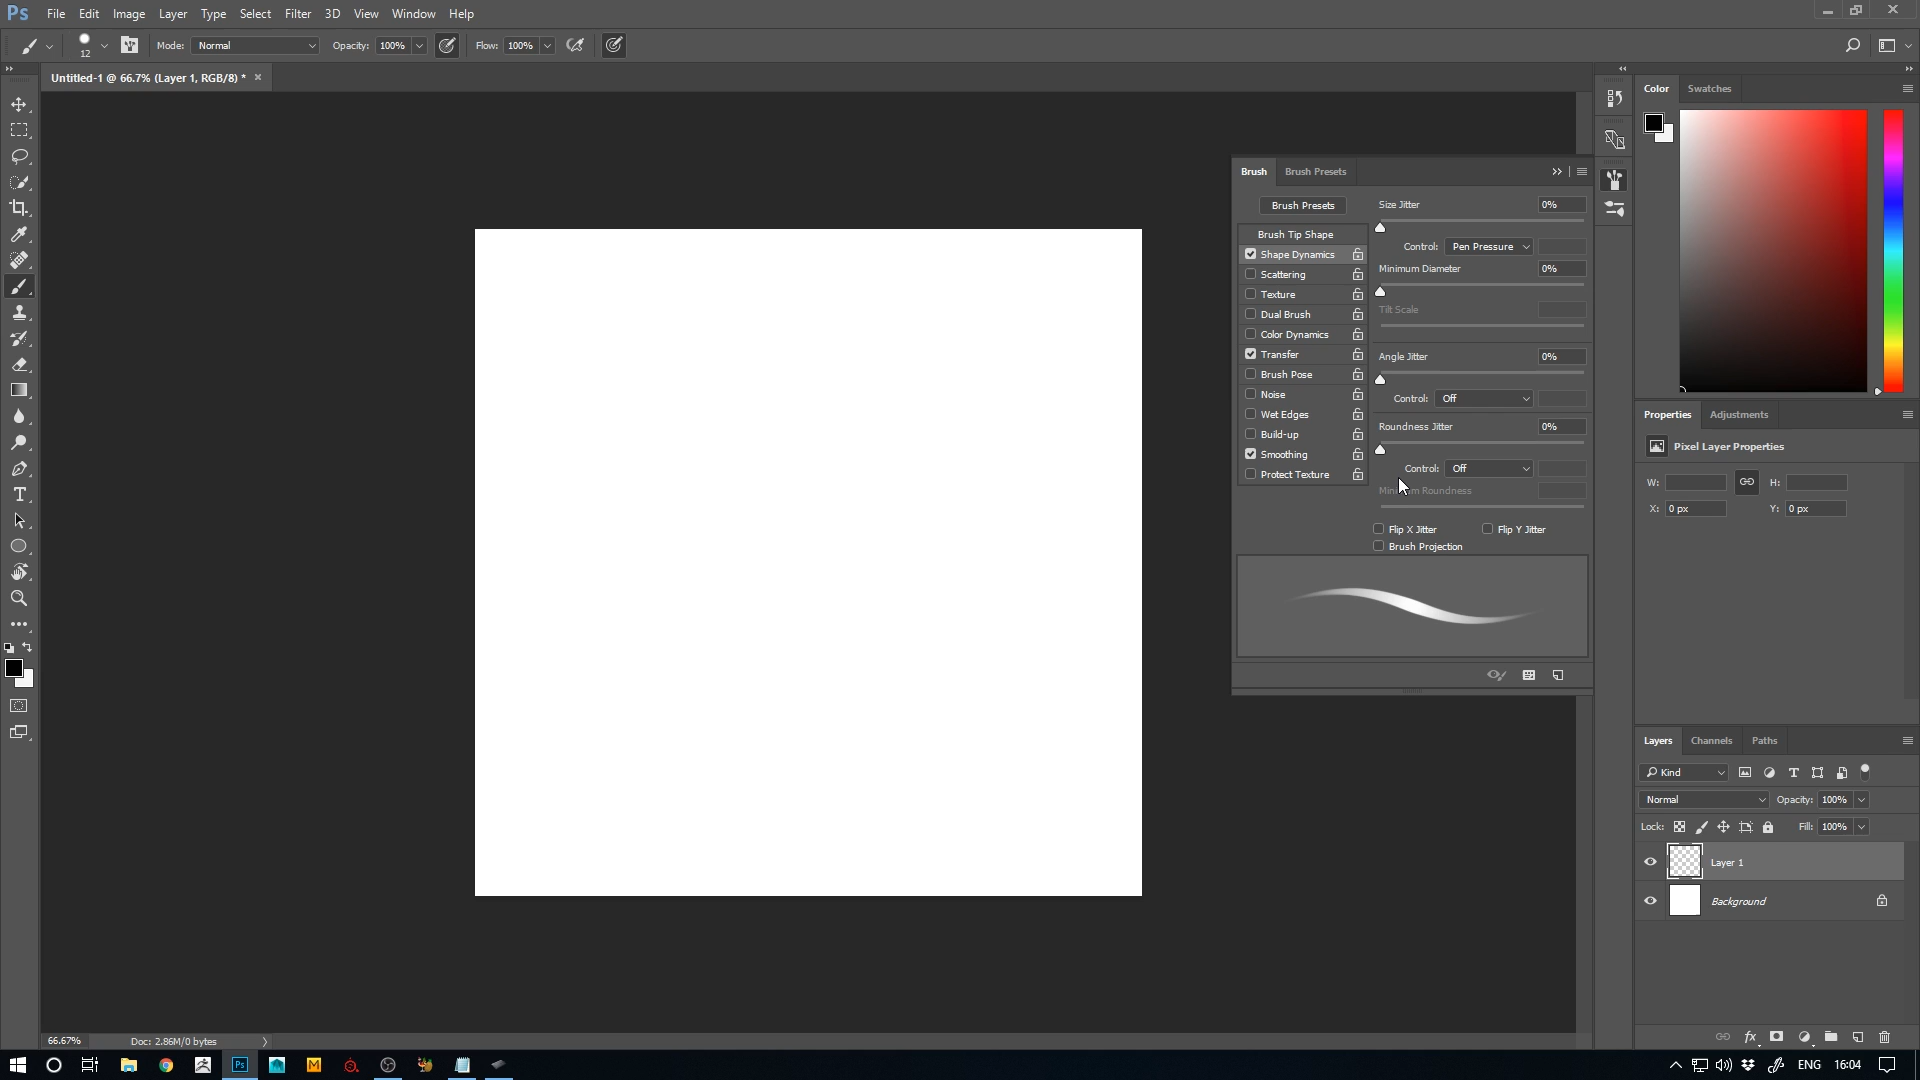 Ps File Edit Image Layer Type Select Filter 3D View Window Help
12 Mode: Normal Opacity: 100% Flow: 100%
Untitled-1 @ 66.7% (Layer 1, RGB/8) *
Color Swatches
Brush Brush Presets
Brush Presets
Brush Tip Shape
Shape Dynamics
Scattering
Texture
Dual Brush
Color Dynamics
Transfer
Brush Pose
Noise
Wet Edges
Build-up
Smoothing
Protect Texture
Size Jitter 0%
Control: Pen Pressure
Minimum Diameter 0%
Tilt Scale
Angle Jitter 0%
Control: Off
Roundness Jitter 0%
Control: Off
Minimum Roundness
Flip X Jitter Flip Y Jitter
Brush Projection
Properties Adjustments
Pixel Layer Properties
W: H:
X: 0 px Y: 0 px
Layers Channels Paths
Kind
Normal Opacity: 100%
Lock: Fill: 100%
Layer 1
Background
66.67% Doc: 2.86M/0 bytes
Ps M ENG 16:04